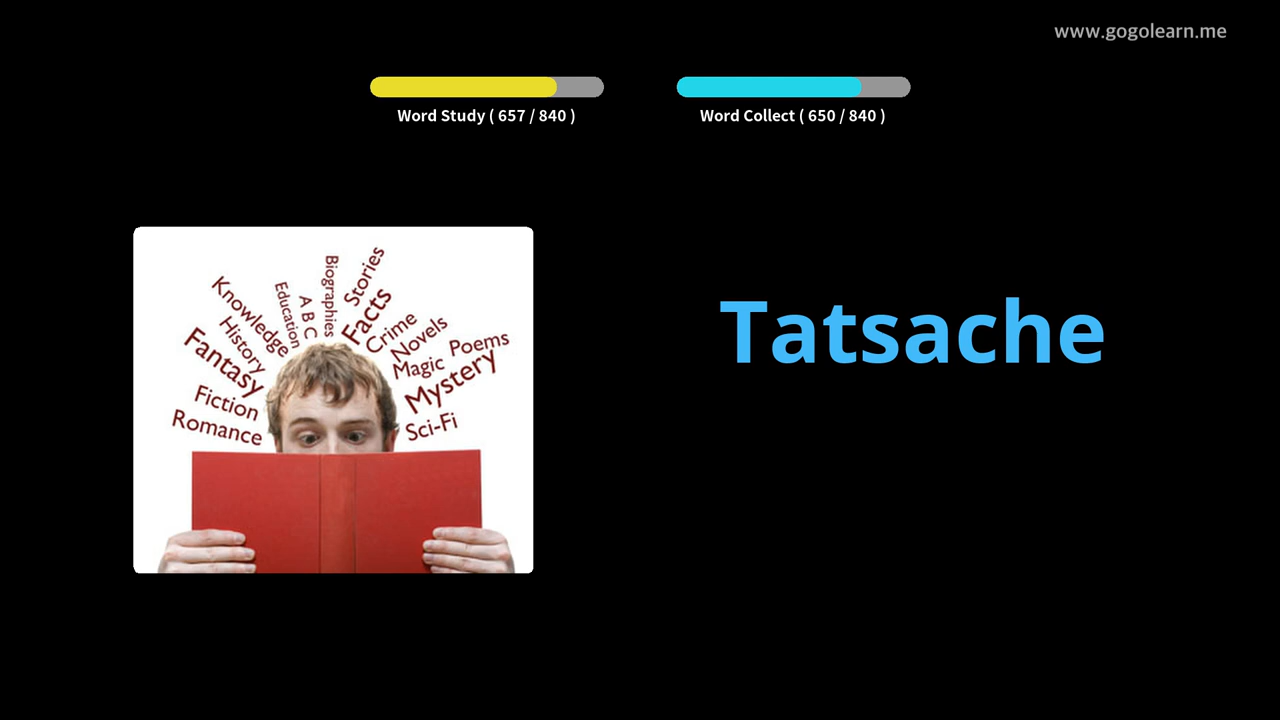 www.gogolearn.me
Word Study ( 657 / 840 )
Word Collect ( 650 / 840 )
Tatsache
Romance
Fiction
Fantasy
History
Knowledge
Education
A B C
Biographies
Stories
Facts
Crime
Novels
Magic
Poems
Mystery
Sci-Fi